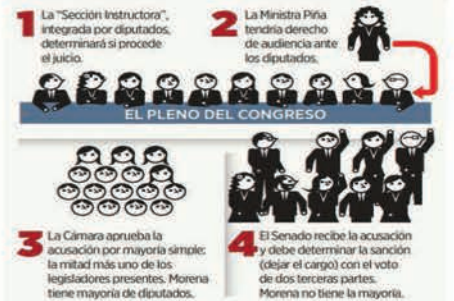 1 La "Sección Instructora",
integrada por diputados,
determinará si procede
el juicio.
2 La Ministra Piña
tendría derecho
de audiencia ante
los diputados.
EL PLENO DEL CONGRESO
3 La Cámara aprueba la
acusación por mayoría simple:
la mitad más uno de los
legisladores presentes. Morena
tiene mayoría de diputados.
4 El Senado recibe la acusación
y debe determinar la sanción
(dejar el cargo) con el voto
de dos terceras partes.
Morena no tiene la mayoría.